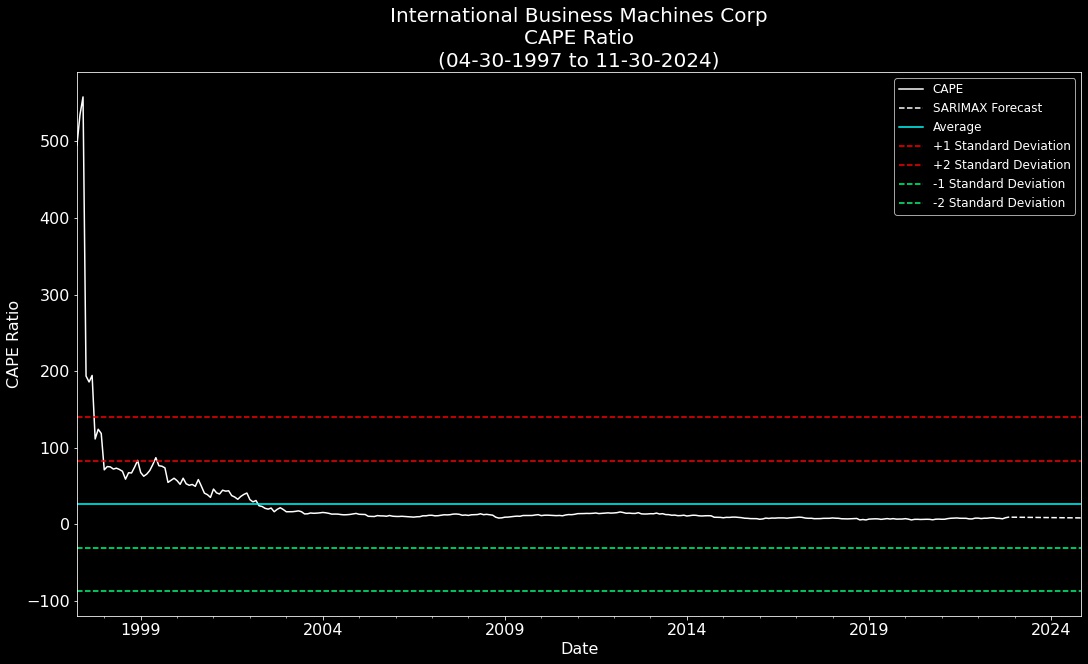 International Business Machines Corp
CAPE Ratio
(04-30-1997 to 11-30-2024)
CAPE
SARIMAX Forecast
Average
+1 Standard Deviation
+2 Standard Deviation
-1 Standard Deviation
-2 Standard Deviation
CAPE Ratio
500
400
300
200
100
0
−100
1999
2004
2009
2014
2019
2024
Date